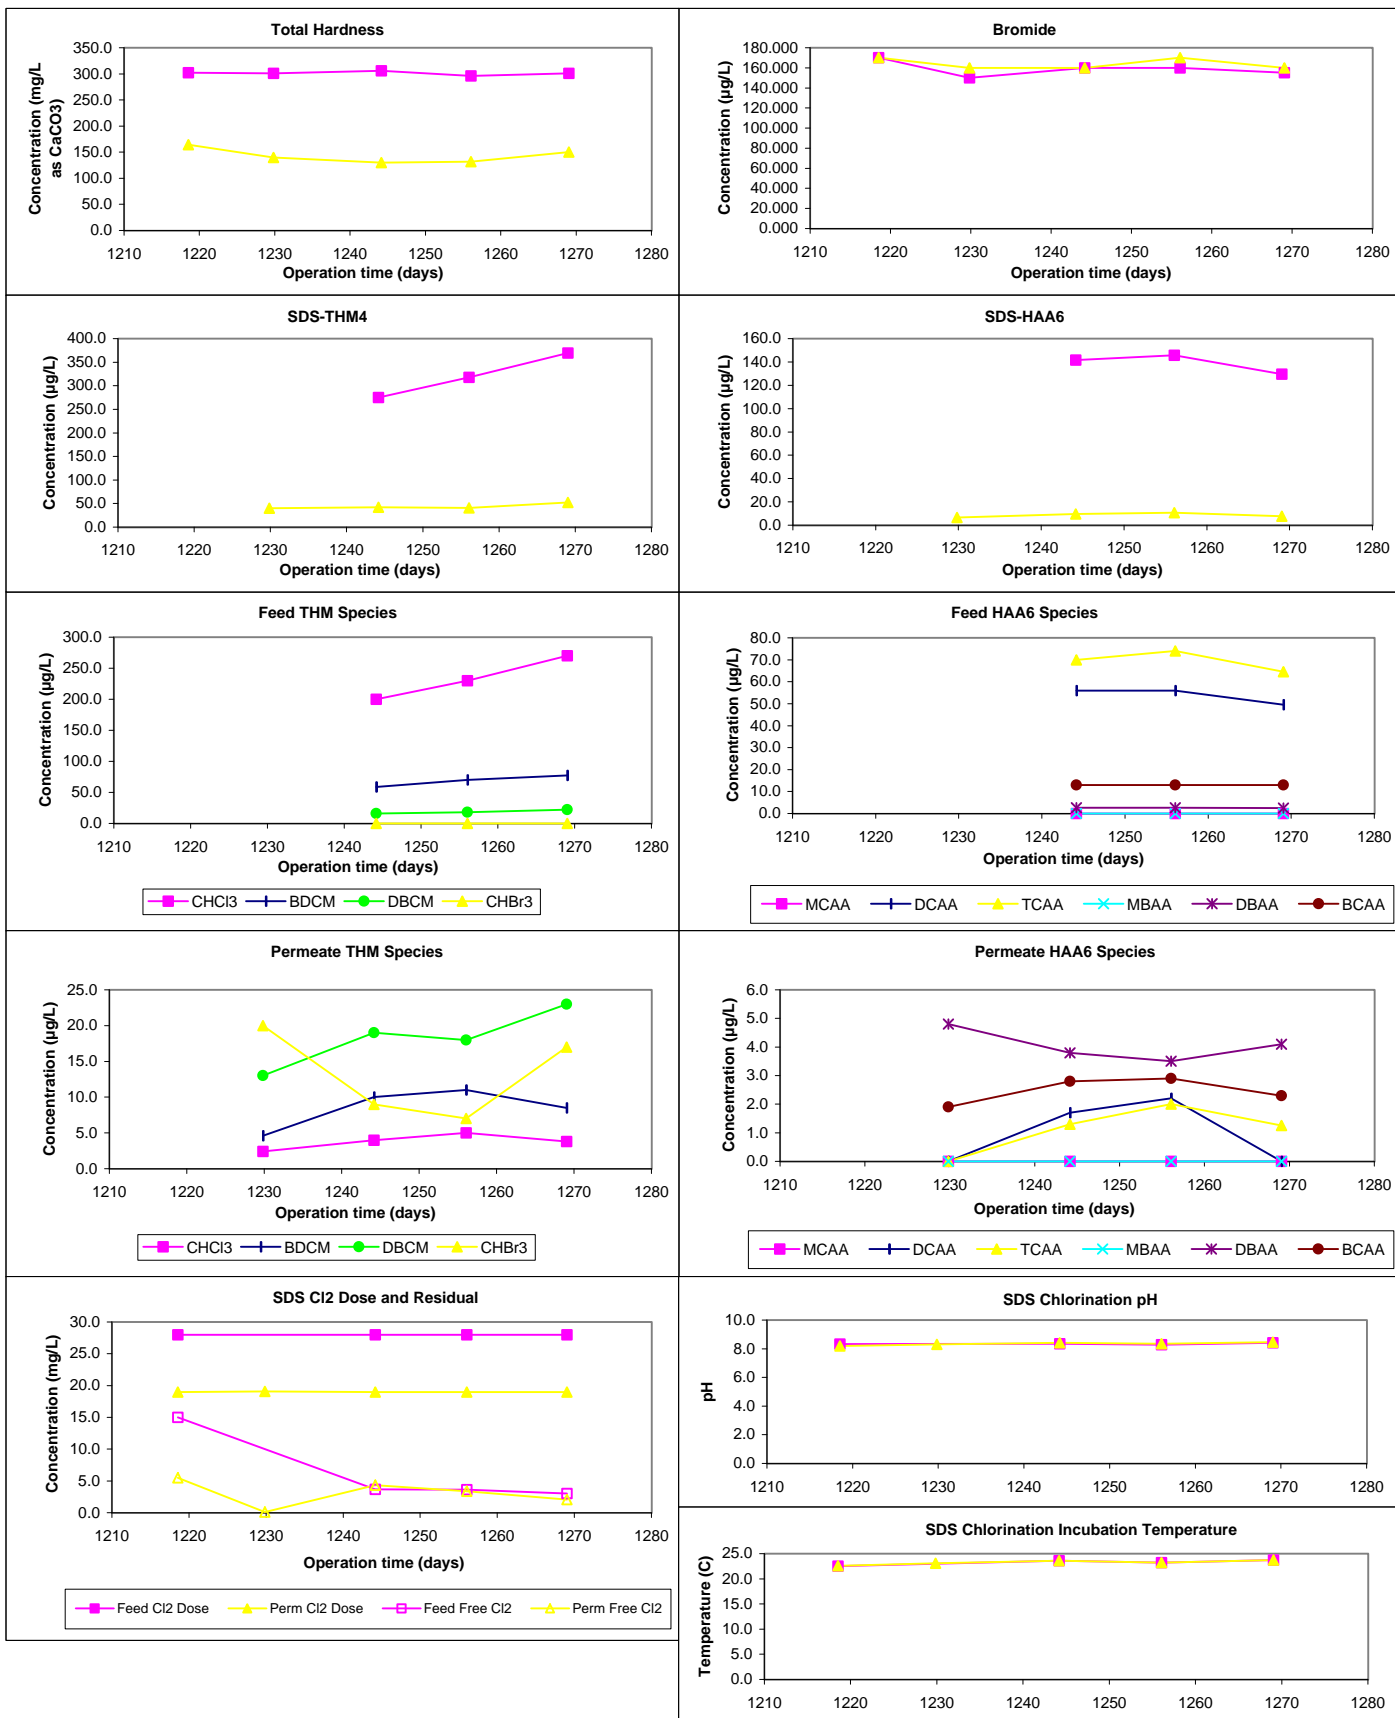 Total Hardness
Concentration (mg/L
as CaCO3)
350.0
300.0
250.0
200.0
150.0
100.0
50.0
0.0
1210 1220 1230 1240 1250 1260 1270 1280
Operation time (days)
Bromide
Concentration (µg/L)
180.000
160.000
140.000
120.000
100.000
80.000
60.000
40.000
20.000
0.000
1210 1220 1230 1240 1250 1260 1270 1280
Operation time (days)
SDS-THM4
Concentration (µg/L)
400.0
350.0
300.0
250.0
200.0
150.0
100.0
50.0
0.0
1210 1220 1230 1240 1250 1260 1270 1280
Operation time (days)
SDS-HAA6
Concentration (µg/L)
160.0
140.0
120.0
100.0
80.0
60.0
40.0
20.0
0.0
1210 1220 1230 1240 1250 1260 1270 1280
Operation time (days)
Feed THM Species
Concentration (µg/L)
300.0
250.0
200.0
150.0
100.0
50.0
0.0
1210 1220 1230 1240 1250 1260 1270 1280
Operation time (days)
CHCl3 BDCM DBCM CHBr3
Feed HAA6 Species
Concentration (µg/L)
80.0
70.0
60.0
50.0
40.0
30.0
20.0
10.0
0.0
1210 1220 1230 1240 1250 1260 1270 1280
Operation time (days)
MCAA DCAA TCAA MBAA DBAA BCAA
Permeate THM Species
Concentration (µg/L)
25.0
20.0
15.0
10.0
5.0
0.0
1210 1220 1230 1240 1250 1260 1270 1280
Operation time (days)
CHCl3 BDCM DBCM CHBr3
Permeate HAA6 Species
Concentration (µg/L)
6.0
5.0
4.0
3.0
2.0
1.0
0.0
1210 1220 1230 1240 1250 1260 1270 1280
Operation time (days)
MCAA DCAA TCAA MBAA DBAA BCAA
SDS Cl2 Dose and Residual
Concentration (mg/L)
30.0
25.0
20.0
15.0
10.0
5.0
0.0
1210 1220 1230 1240 1250 1260 1270 1280
Operation time (days)
Feed Cl2 Dose Perm Cl2 Dose Feed Free Cl2 Perm Free Cl2
SDS Chlorination pH
pH
10.0
8.0
6.0
4.0
2.0
0.0
1210 1220 1230 1240 1250 1260 1270 1280
SDS Chlorination Incubation Temperature
Temperature (C)
25.0
20.0
15.0
10.0
5.0
0.0
1210 1220 1230 1240 1250 1260 1270 1280